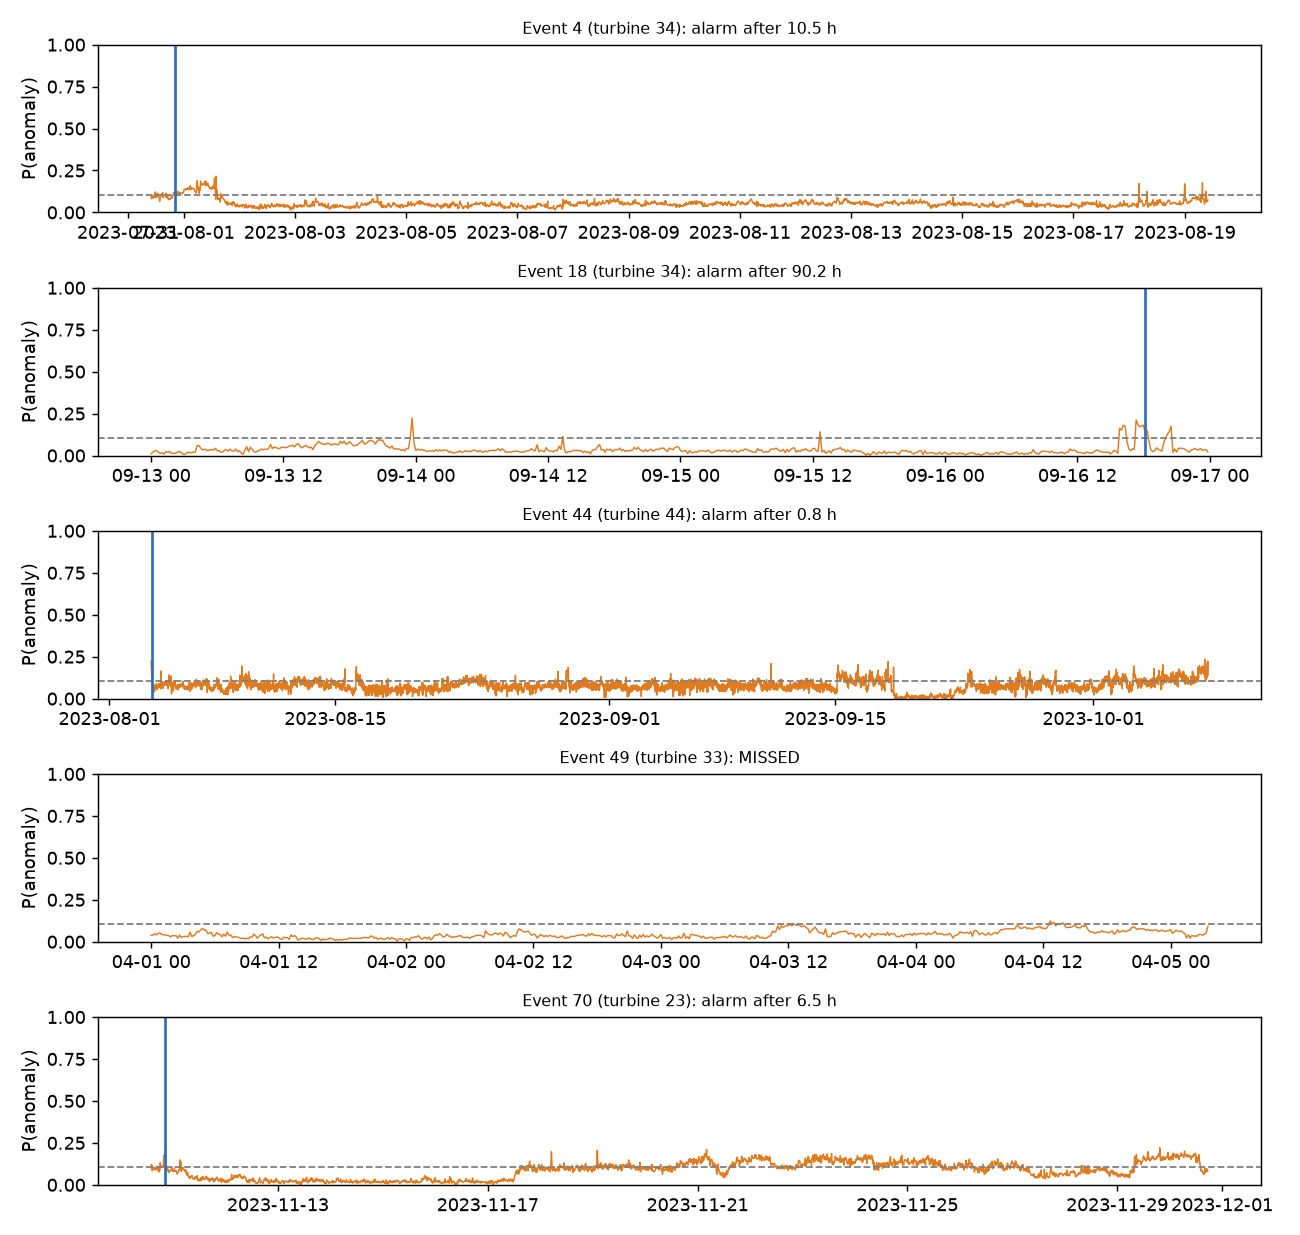 Event 4 (turbine 34): alarm after 10.5 h
1.00
0.75
0.50
0.25
0.00
P(anomaly)
2023-07-31 2023-08-01 2023-08-03 2023-08-05 2023-08-07 2023-08-09 2023-08-11 2023-08-13 2023-08-15 2023-08-17 2023-08-19
Event 18 (turbine 34): alarm after 90.2 h
1.00
0.75
0.50
0.25
0.00
P(anomaly)
09-13 00 09-13 12 09-14 00 09-14 12 09-15 00 09-15 12 09-16 00 09-16 12 09-17 00
Event 44 (turbine 44): alarm after 0.8 h
1.00
0.75
0.50
0.25
0.00
P(anomaly)
2023-08-01 2023-08-15 2023-09-01 2023-09-15 2023-10-01
Event 49 (turbine 33): MISSED
1.00
0.75
0.50
0.25
0.00
P(anomaly)
04-01 00 04-01 12 04-02 00 04-02 12 04-03 00 04-03 12 04-04 00 04-04 12 04-05 00
Event 70 (turbine 23): alarm after 6.5 h
1.00
0.75
0.50
0.25
0.00
P(anomaly)
2023-11-13 2023-11-17 2023-11-21 2023-11-25 2023-11-29 2023-12-01